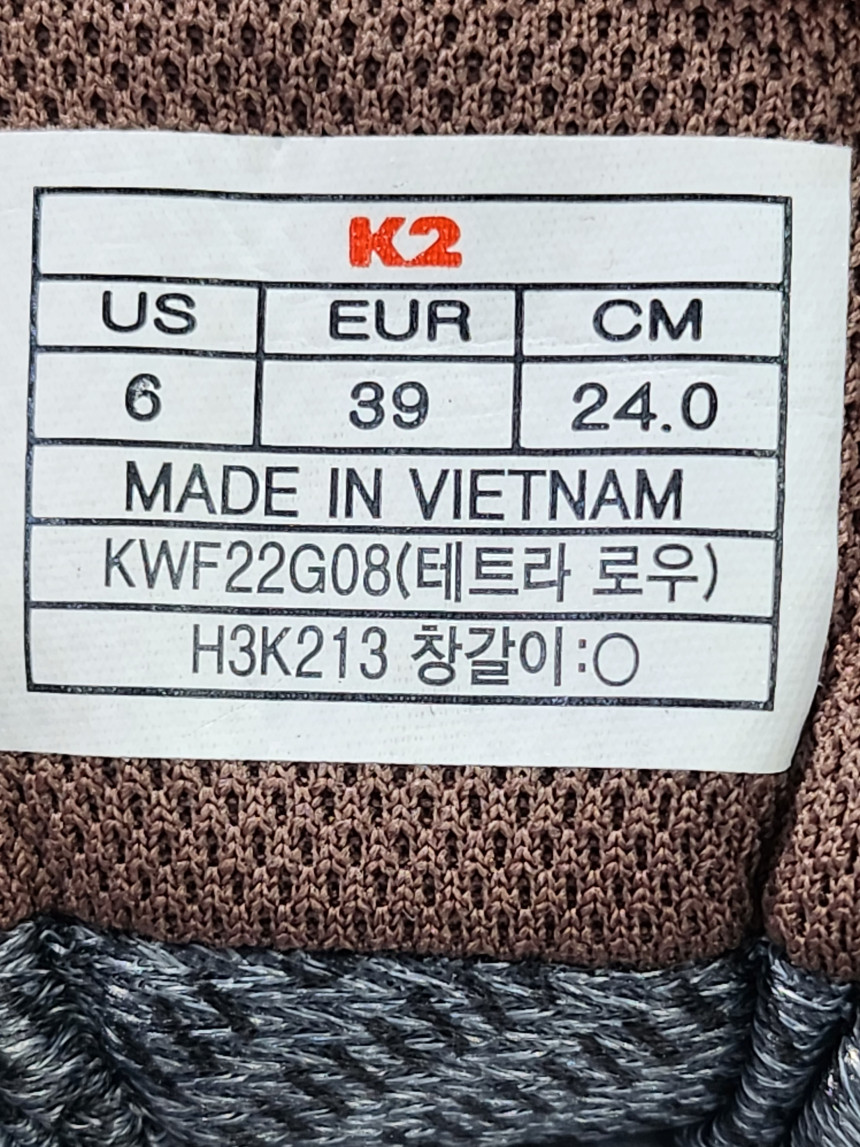 K2
US EUR CM
6 39 24.0
MADE IN VIETNAM
KWF22G08(테트라 로우)
H3K213 창갈이:○